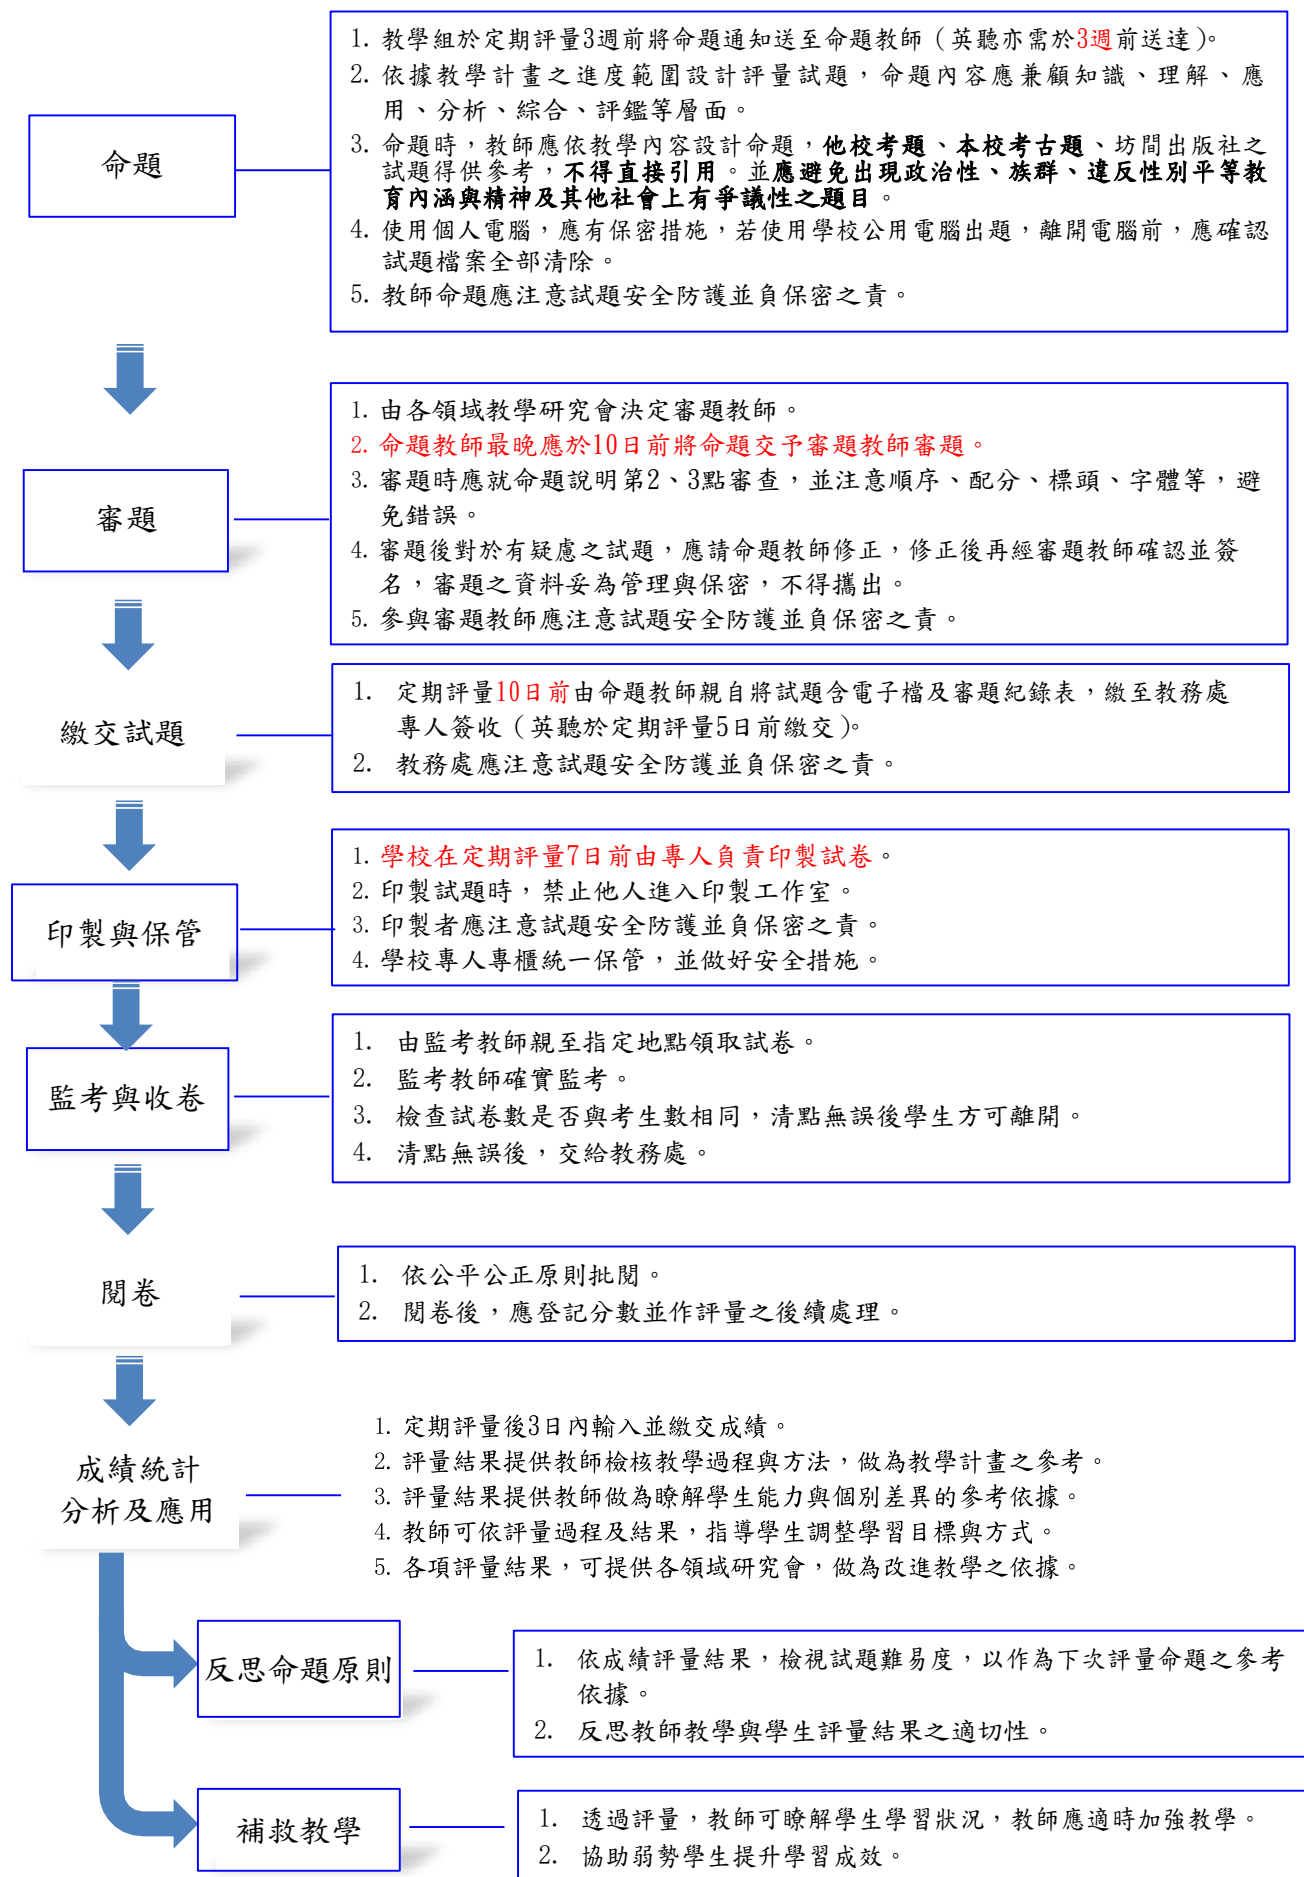 命題
1. 教學組於定期評量3週前將命題通知送至命題教師（英聽亦需於3週前送達）。
2. 依據教學計畫之進度範圍設計評量試題，命題內容應兼顧知識、理解、應
用、分析、綜合、評鑑等層面。
3. 命題時，教師應依教學內容設計命題，他校考題、本校考古題、坊間出版社之
試題得供參考，不得直接引用。並應避免出現政治性、族群、違反性別平等教
育內涵與精神及其他社會上有爭議性之題目。
4. 使用個人電腦，應有保密措施，若使用學校公用電腦出題，離開電腦前，應確認
試題檔案全部清除。
5. 教師命題應注意試題安全防護並負保密之責。
審題
1. 由各領域教學研究會決定審題教師。
2. 命題教師最晚應於10日前將命題交予審題教師審題。
3. 審題時應就命題說明第2、3點審查，並注意順序、配分、標頭、字體等，避
免錯誤。
4. 審題後對於有疑慮之試題，應請命題教師修正，修正後再經審題教師確認並簽
名，審題之資料妥為管理與保密，不得攜出。
5. 參與審題教師應注意試題安全防護並負保密之責。
繳交試題
1. 定期評量10日前由命題教師親自將試題含電子檔及審題紀錄表，繳至教務處
專人簽收（英聽於定期評量5日前繳交）。
2. 教務處應注意試題安全防護並負保密之責。
印製與保管
1. 學校在定期評量7日前由專人負責印製試卷。
2. 印製試題時，禁止他人進入印製工作室。
3. 印製者應注意試題安全防護並負保密之責。
4. 學校專人專櫃統一保管，並做好安全措施。
監考與收卷
1. 由監考教師親至指定地點領取試卷。
2. 監考教師確實監考。
3. 檢查試卷數是否與考生數相同，清點無誤後學生方可離開。
4. 清點無誤後，交給教務處。
閱卷
1. 依公平公正原則批閱。
2. 閱卷後，應登記分數並作評量之後續處理。
成績統計
分析及應用
1. 定期評量後3日內輸入並繳交成績。
2. 評量結果提供教師檢核教學過程與方法，做為教學計畫之參考。
3. 評量結果提供教師做為瞭解學生能力與個別差異的參考依據。
4. 教師可依評量過程及結果，指導學生調整學習目標與方式。
5. 各項評量結果，可提供各領域研究會，做為改進教學之依據。
反思命題原則
1. 依成績評量結果，檢視試題難易度，以作為下次評量命題之參考
依據。
2. 反思教師教學與學生評量結果之適切性。
補救教學
1. 透過評量，教師可瞭解學生學習狀況，教師應適時加強教學。
2. 協助弱勢學生提升學習成效。